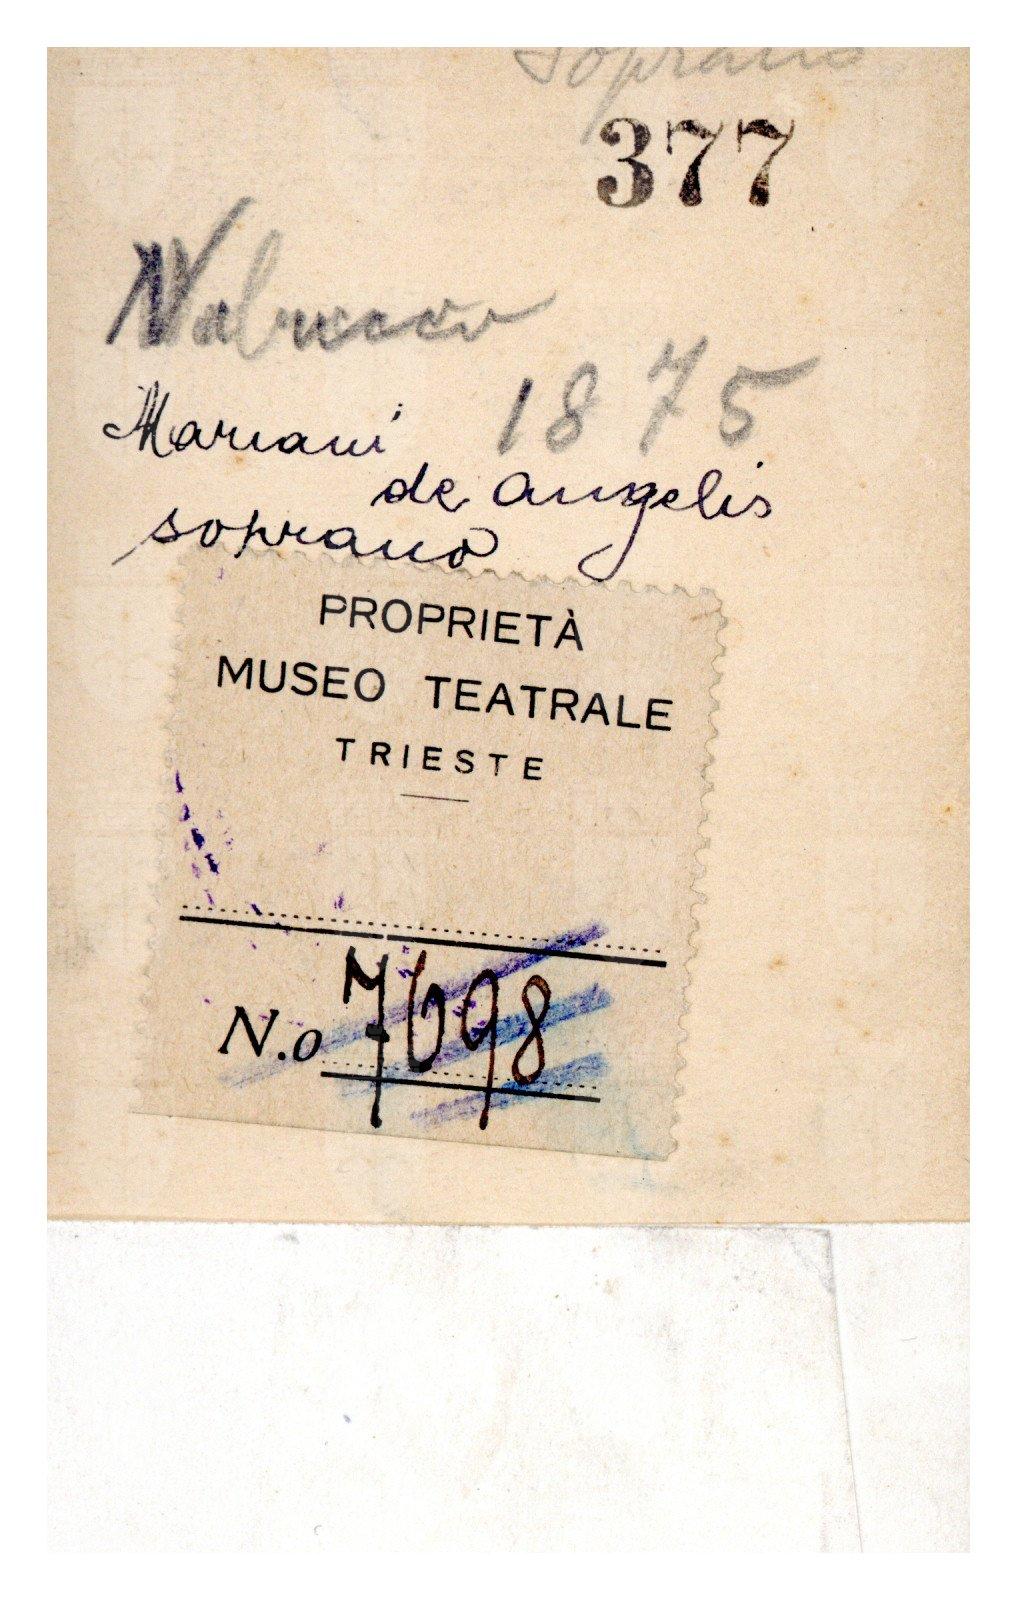 soprano
377
Nabucco
1875
Mariani
de Angelis
soprano
PROPRIETÀ
MUSEO TEATRALE
TRIESTE
N.o 7698